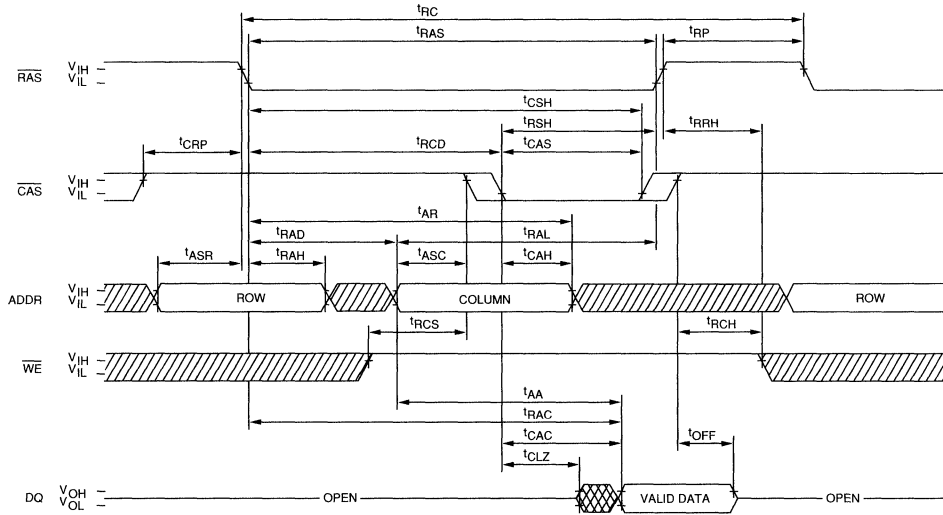 tRC
tRAS
tRP
RAS
VIH
VIL
tCSH
tRSH
tRRH
tCRP
tRCD
tCAS
CAS
VIH
VIL
tAR
tRAD
tRAL
tASR
tRAH
tASC
tCAH
ADDR
VIH
VIL
ROW
COLUMN
ROW
tRCS
tRCH
WE
VIH
VIL
tAA
tRAC
tCAC
tOFF
tCLZ
DQ
VOH
VOL
OPEN
VALID DATA
OPEN